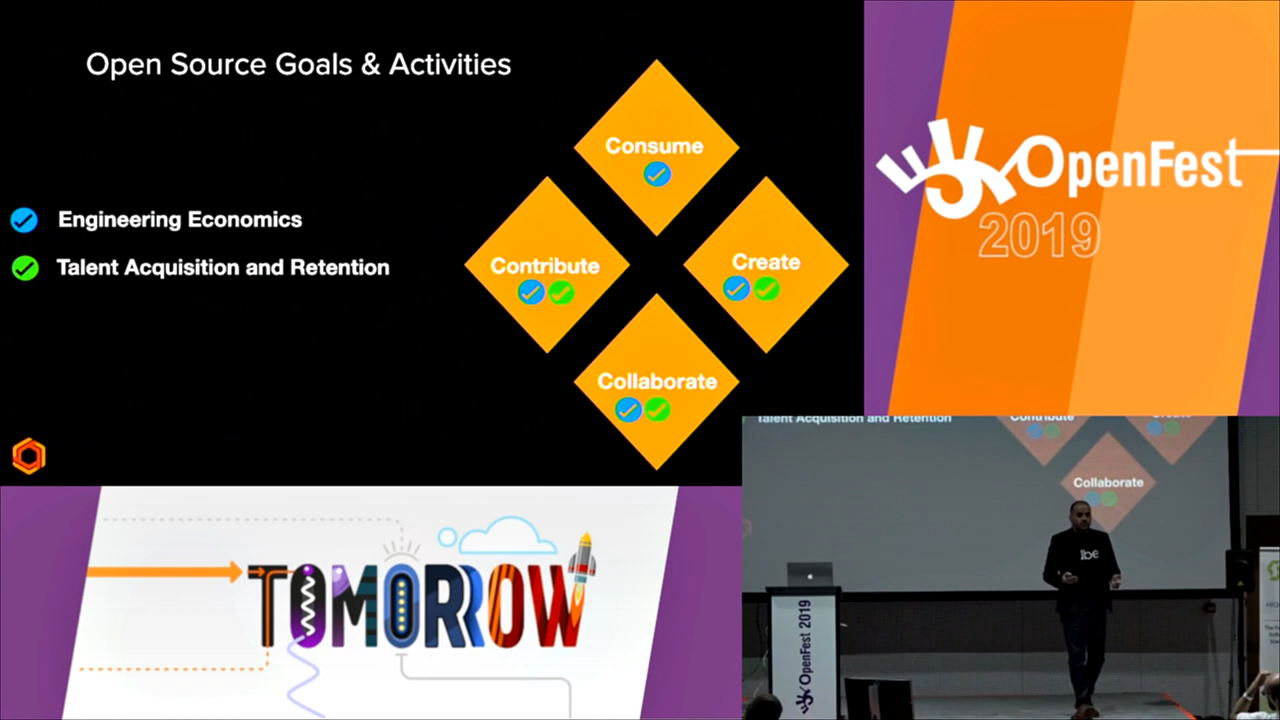 Open Source Goals & Activities
Consume
Engineering Economics
Talent Acquisition and Retention
Contribute
Create
Collaborate
OpenFest
2019
TOMORROW
Talent Acquisition and Retention
Contribute
Create
Collaborate
OpenFest 2019